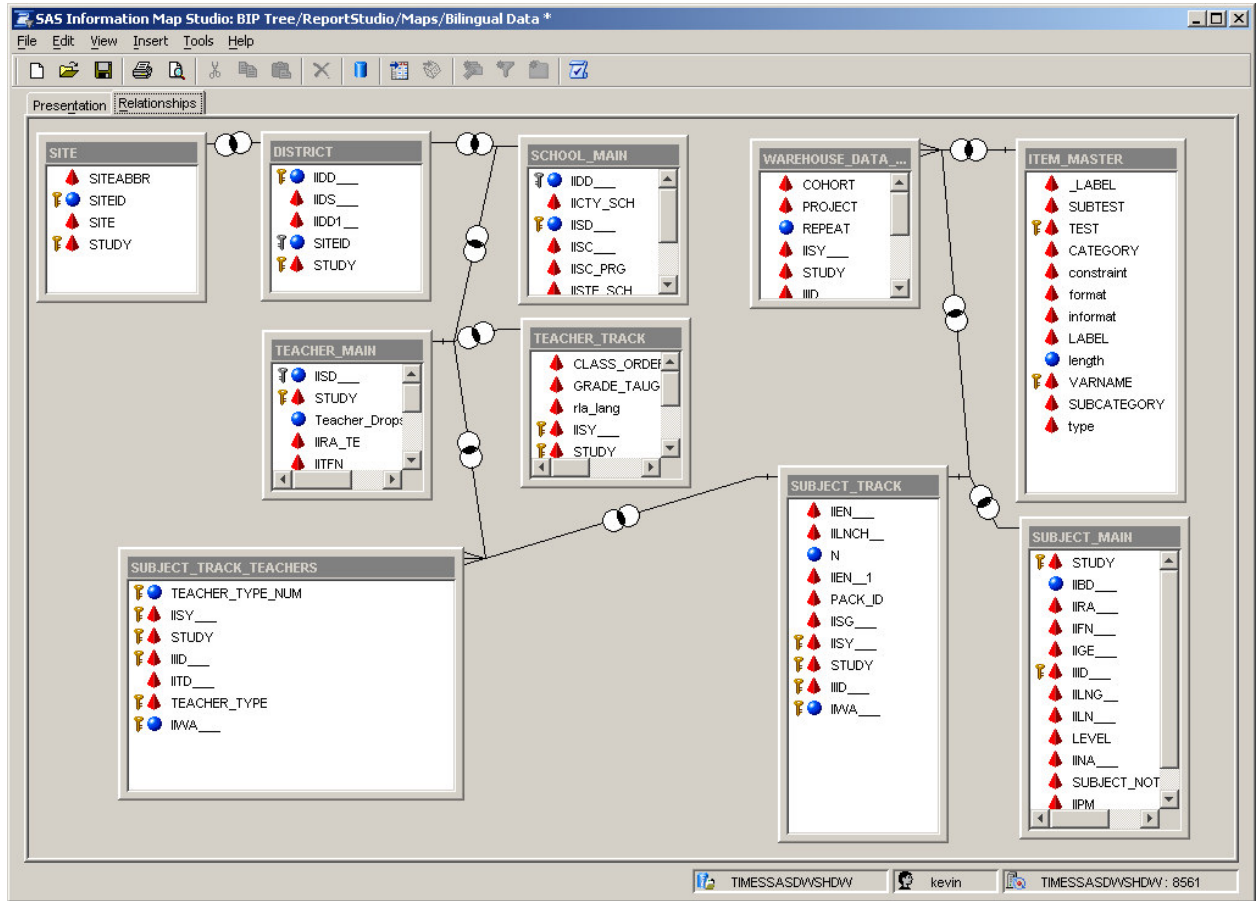 SAS Information Map Studio: BIP Tree/ReportStudio/Maps/Bilingual Data *
File Edit View Insert Tools Help
Presentation Relationships
SITE
SITEABBR
SITEID
SITE
STUDY
DISTRICT
IIDD___
IIDS___
IIDD1___
SITEID
STUDY
SCHOOL_MAIN
IIDD___
IICTY_SCH
IISD___
IISC___
IISC_PRG
IISTE_SCH
WAREHOUSE_DATA_...
COHORT
PROJECT
REPEAT
IISY___
STUDY
IIID
ITEM_MASTER
_LABEL
SUBTEST
TEST
CATEGORY
constraint
format
informat
LABEL
length
VARNAME
SUBCATEGORY
type
TEACHER_MAIN
IISD___
STUDY
Teacher_Drops
IIRA_TE
IITFN
TEACHER_TRACK
CLASS_ORDER
GRADE_TAUG
rla_lang
IISY___
STUDY
SUBJECT_TRACK_TEACHERS
TEACHER_TYPE_NUM
IISY___
STUDY
IIID___
IITD___
TEACHER_TYPE
IIWA___
SUBJECT_TRACK
IIEN___
IILNCH__
N
IIEN__1
PACK_ID
IISG___
IISY___
STUDY
IIID___
IIWA___
SUBJECT_MAIN
STUDY
IIBD___
IIRA___
IIFN___
IIGE___
IIID___
IILNG__
IILN___
LEVEL
IINA___
SUBJECT_NOT
IIPM
TIMESSASDWSHDW kevin TIMESSASDWSHDW: 8561